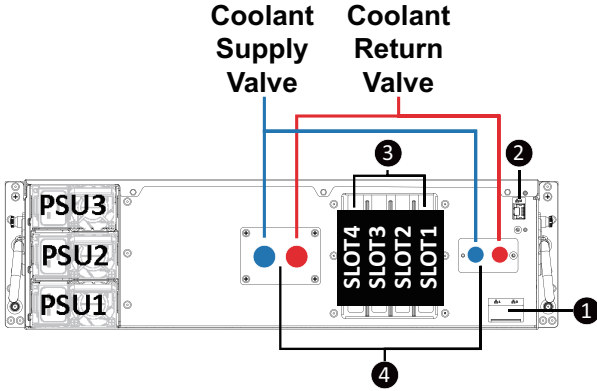 Coolant
Supply
Valve
Coolant
Return
Valve
3
2
PSU3
PSU2
PSU1
SLOT4
SLOT3
SLOT2
SLOT1
1
4